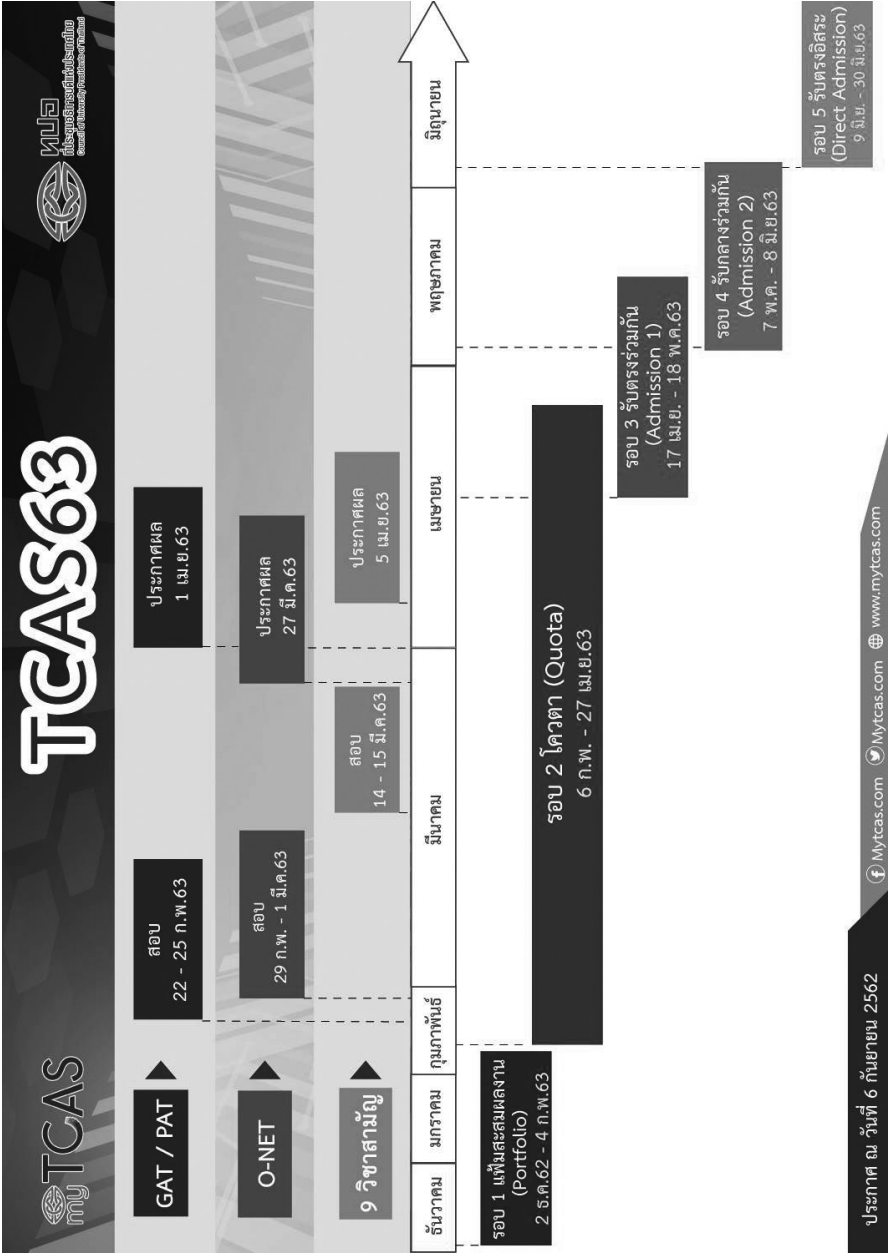 my TCAS
TCAS63
ทปอ
ที่ประชุมอธิการบดีแห่งประเทศไทย
Council of University Presidents of Thailand
GAT / PAT
สอบ
22 - 25 ก.พ.63
ประกาศผล
1 เม.ย.63
O-NET
สอบ
29 ก.พ. - 1 มี.ค.63
ประกาศผล
27 มี.ค.63
9 วิชาสามัญ
สอบ
14 - 15 มี.ค.63
ประกาศผล
5 เม.ย.63
ธันวาคม
มกราคม
กุมภาพันธ์
มีนาคม
เมษายน
พฤษภาคม
มิถุนายน
รอบ 1 แฟ้มสะสมผลงาน
(Portfolio)
2 ธ.ค.62 - 4 ก.พ.63
รอบ 2 โควตา (Quota)
6 ก.พ. - 27 เม.ย.63
รอบ 3 รับตรงร่วมกัน
(Admission 1)
17 เม.ย. - 18 พ.ค.63
รอบ 4 รับกลางร่วมกัน
(Admission 2)
7 พ.ค. - 8 มิ.ย.63
รอบ 5 รับตรงอิสระ
(Direct Admission)
9 มิ.ย. - 30 มิ.ย.63
ประกาศ ณ วันที่ 6 กันยายน 2562
Mytcas.com Mytcas.com www.mytcas.com